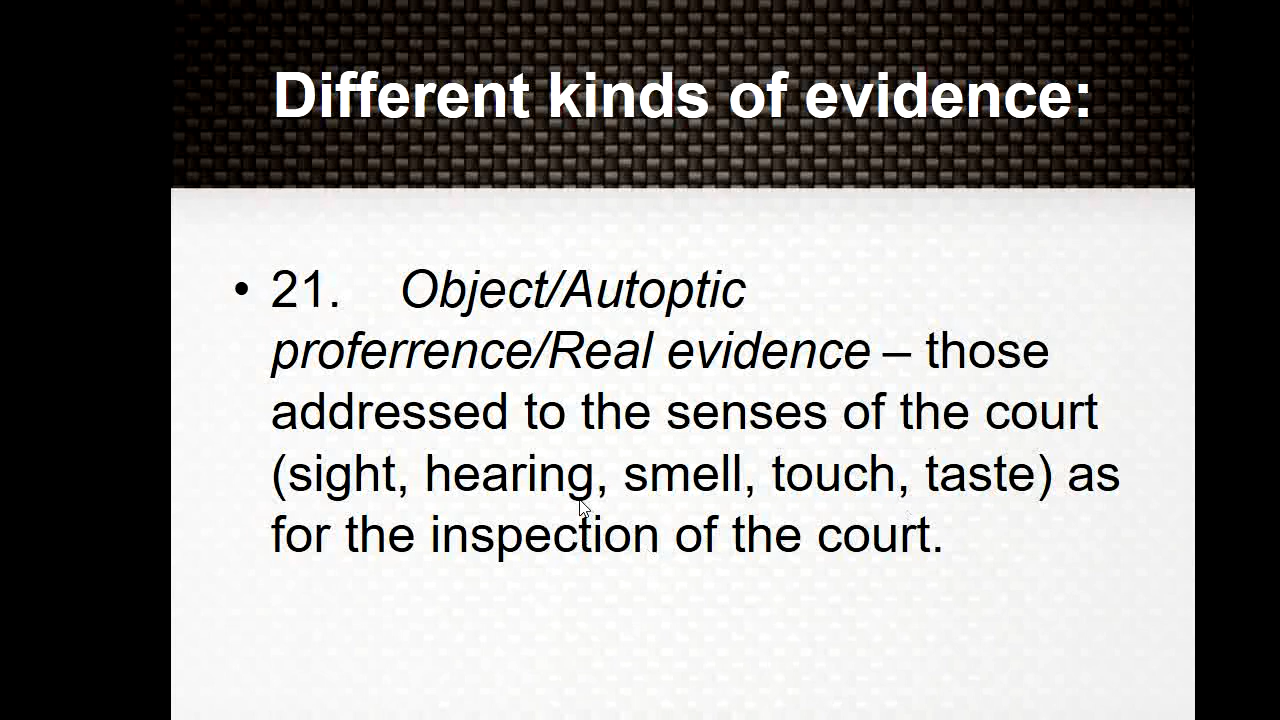 Different kinds of evidence:
• 21. Object/Autoptic
proferrence/Real evidence – those
addressed to the senses of the court
(sight, hearing, smell, touch, taste) as
for the inspection of the court.